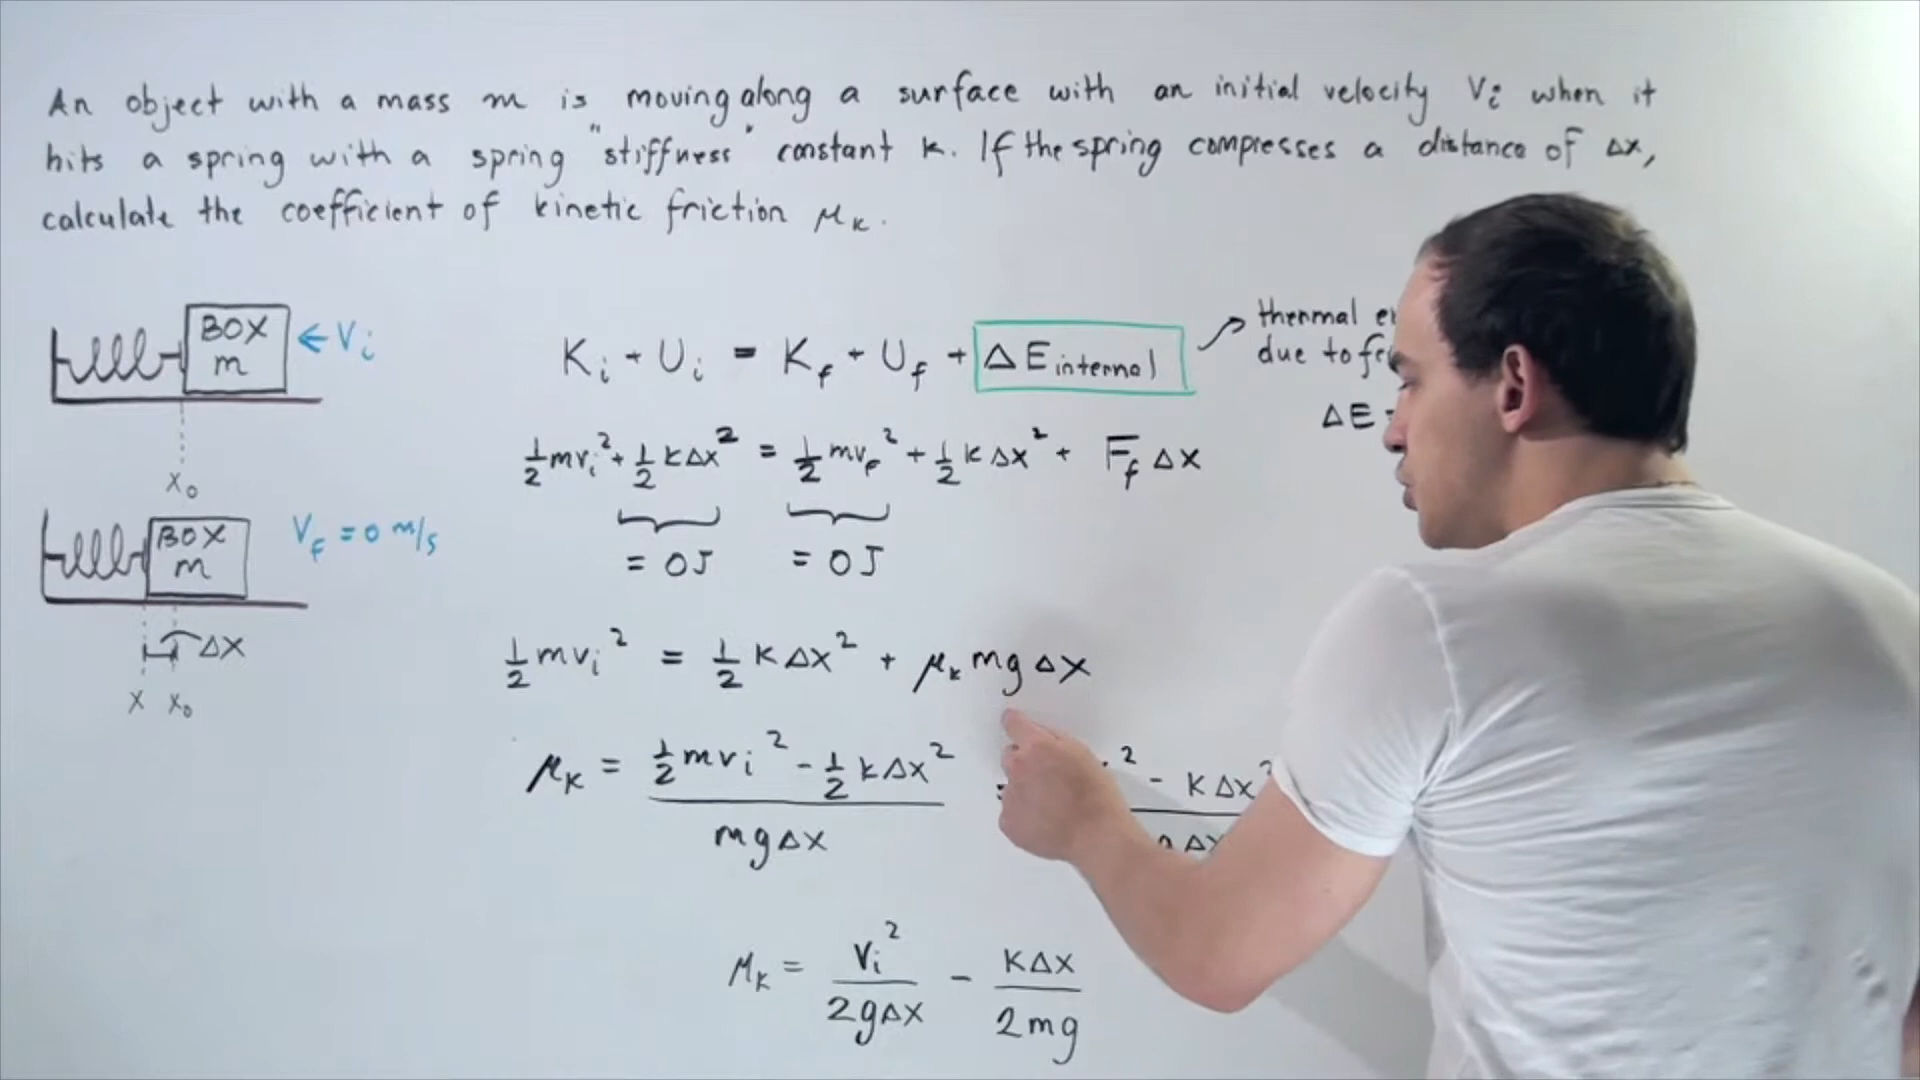 An object with a mass m is moving along a surface with an initial velocity Vi when it
hits a spring with a spring "stiffness" constant k. If the spring compresses a distance of Δx,
calculate the coefficient of kinetic friction μk.
BOX
m
← Vi
x₀
BOX
m
Vf = 0 m/s
Δx
x x₀
Ki + Ui = Kf + Uf + ΔE internal
thermal
due to
ΔE
½mvi² + ½kΔx² = ½mvf² + ½kΔx² + Ff Δx
= 0J = 0J
½mvi² = ½kΔx² + μk mgΔx
μk = (½mvi² - ½kΔx²) / mgΔx = ² - kΔx² / Δx
μk = vi² / 2gΔx - kΔx / 2mg